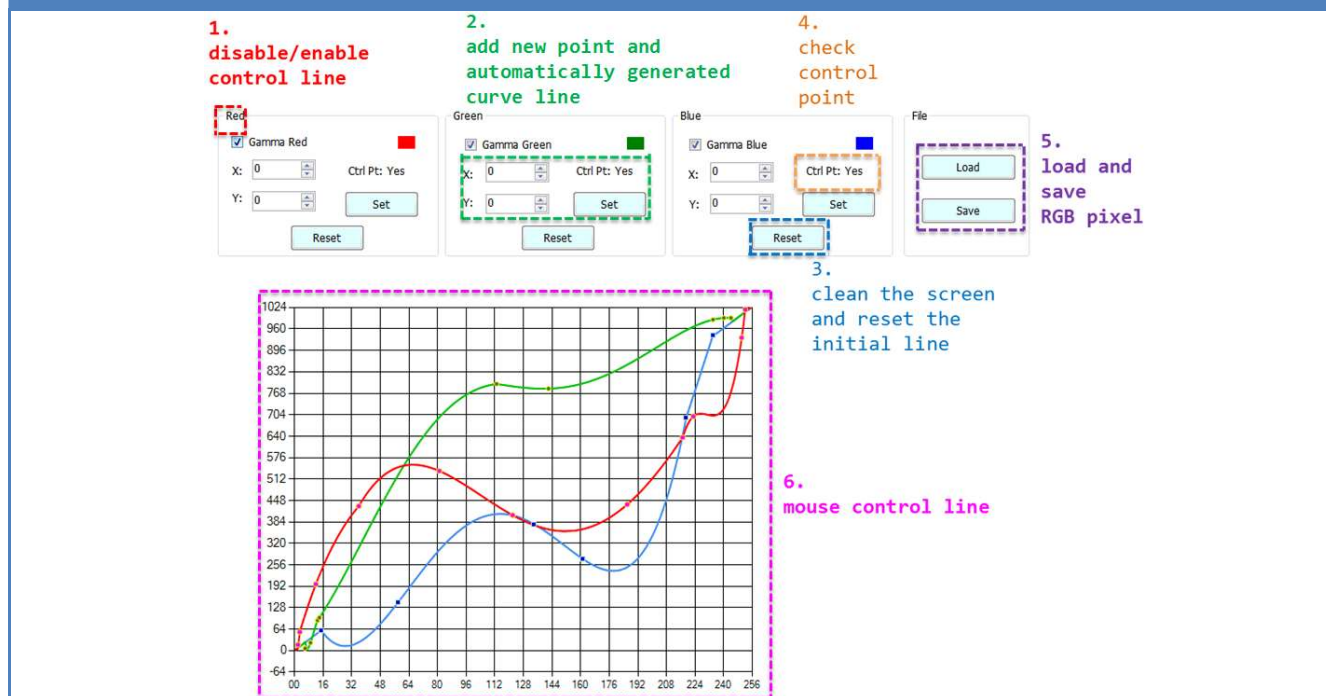 1.
disable/enable
control line
2.
add new point and
automatically generated
curve line
4.
check
control
point
Red
Gamma Red
X: 0
Ctrl Pt: Yes
Y: 0
Set
Reset
Green
Gamma Green
X: 0
Ctrl Pt: Yes
Y: 0
Set
Reset
Blue
Gamma Blue
X: 0
Ctrl Pt: Yes
Y: 0
Set
Reset
File
Load
Save
5.
load and
save
RGB pixel
3.
clean the screen
and reset the
initial line
1024
960
896
832
768
704
640
576
512
448
384
320
256
192
128
64
0
-64
00 16 32 48 64 80 96 112 128 144 160 176 192 208 224 240 256
6.
mouse control line